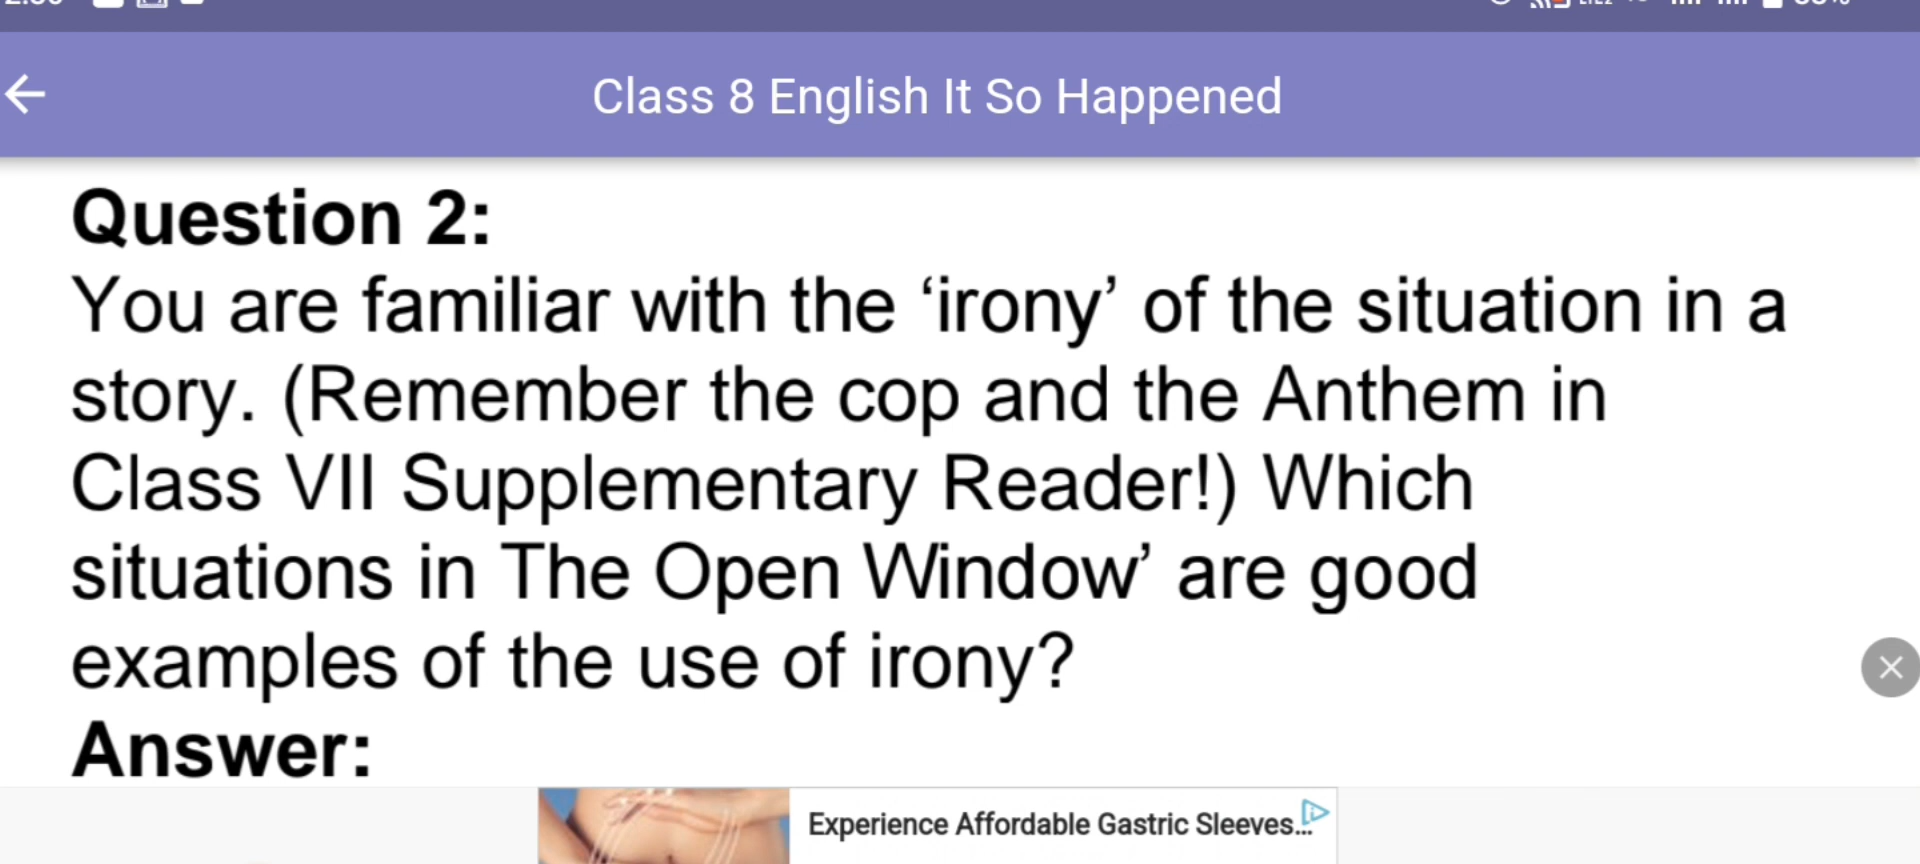 Class 8 English It So Happened
Question 2:
You are familiar with the ‘irony’ of the situation in a
story. (Remember the cop and the Anthem in
Class VII Supplementary Reader!) Which
situations in The Open Window’ are good
examples of the use of irony?
Answer:
Experience Affordable Gastric Sleeves...